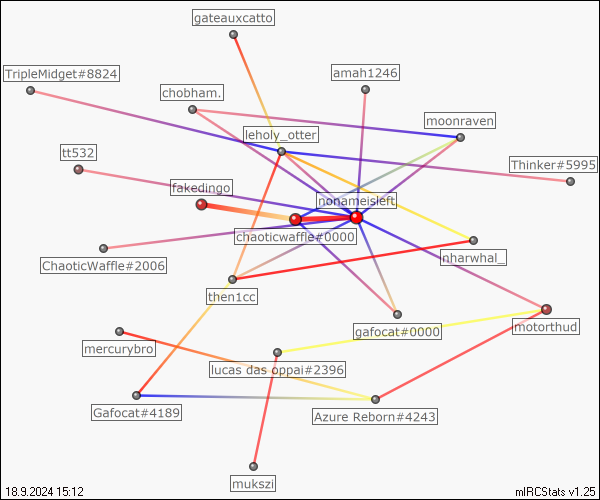 gateauxcatto
TripleMidget#8824
amah1246
chobham.
moonraven
leholy_otter
tt532
Thinker#5995
fakedingo
nonameisleft
chaoticwaffle#0000
ChaoticWaffle#2006
nharwhal_
then1cc
gafocat#0000
motorthud
mercurybro
lucas das oppai#2396
Gafocat#4189
Azure Reborn#4243
mukszi
18.9.2024 15:12
mIRCStats v1.25